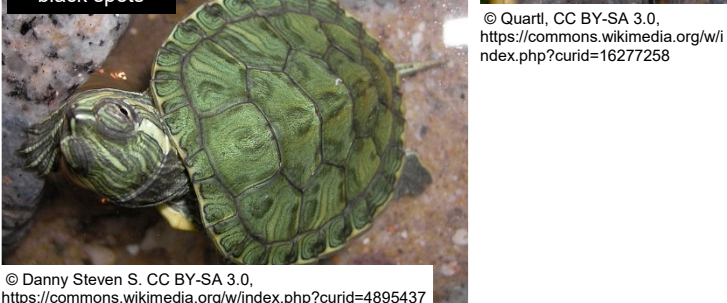 black spots
© Quartl, CC BY-SA 3.0,
https://commons.wikimedia.org/w/i
ndex.php?curid=16277258
© Danny Steven S. CC BY-SA 3.0,
https://commons.wikimedia.org/w/index.php?curid=4895437